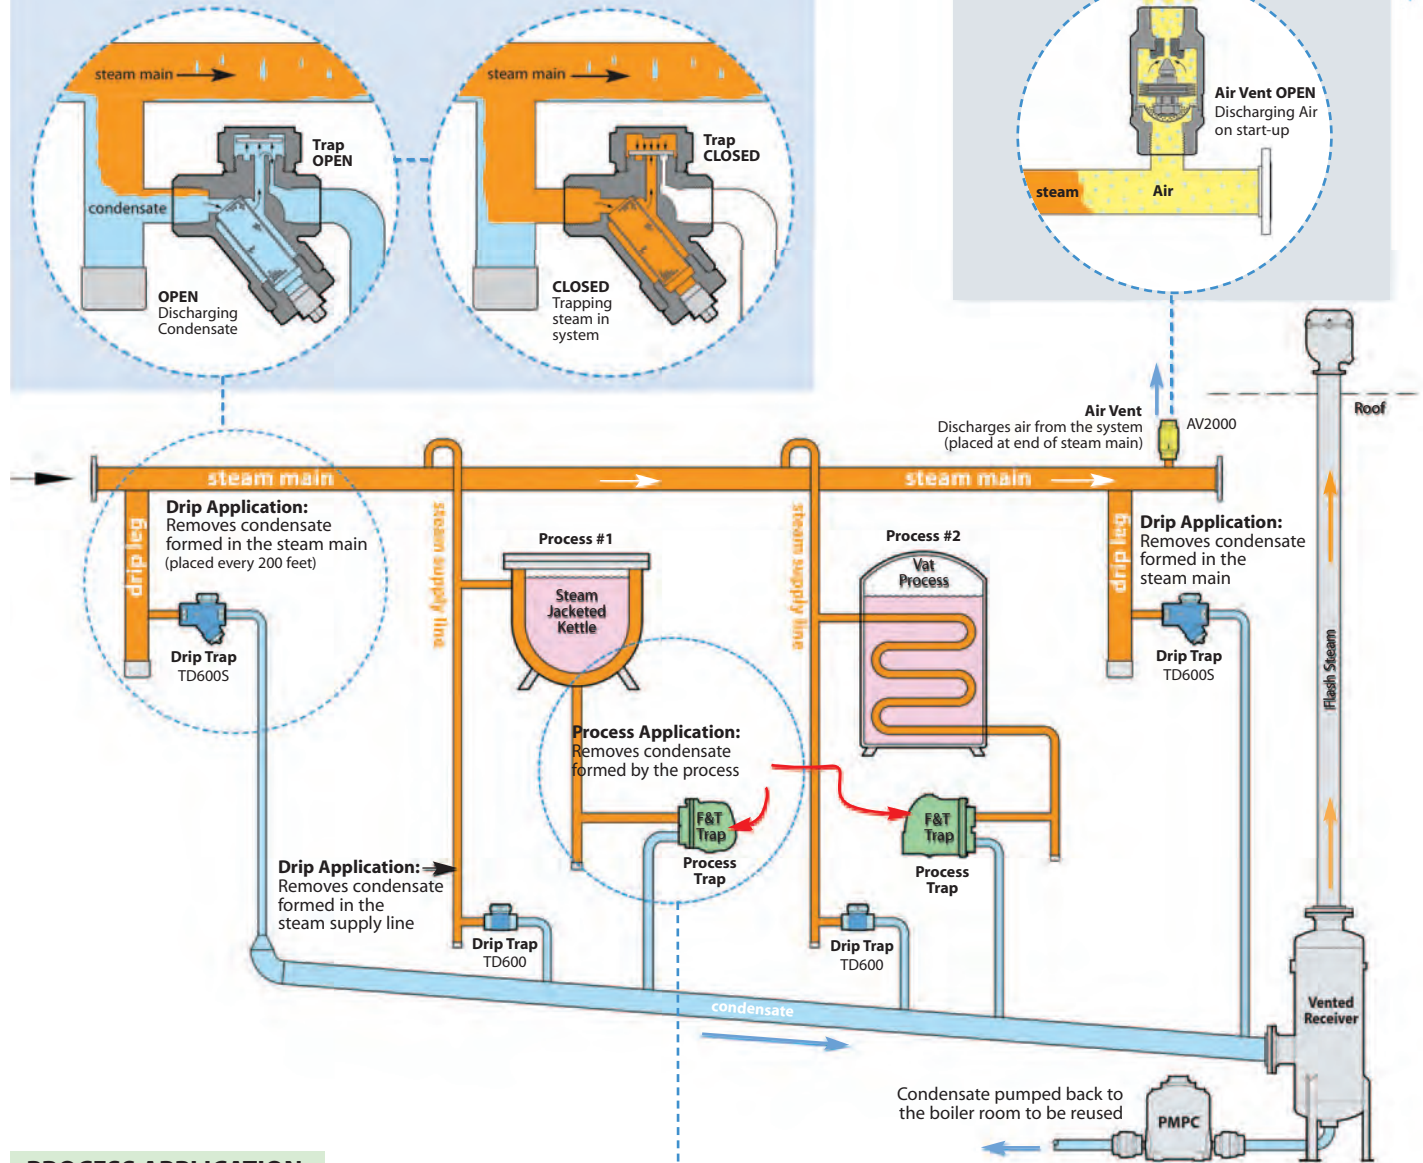 steam main
Trap
OPEN
condensate
OPEN
Discharging
Condensate
steam main
Trap
CLOSED
CLOSED
Trapping
steam in
system
Air Vent OPEN
Discharging Air
on start-up
steam
Air
Roof
Air Vent
Discharges air from the system
(placed at end of steam main)
AV2000
steam main
steam main
drip leg
Drip Application:
Removes condensate
formed in the steam main
(placed every 200 feet)
Drip Trap
TD600S
steam supply line
Process #1
Steam
Jacketed
Kettle
steam supply line
Process #2
Vat
Process
drip leg
Drip Application:
Removes condensate
formed in the
steam main
Drip Trap
TD600S
Flash Steam
Process Application:
Removes condensate
formed by the process
F&T
Trap
Process
Trap
F&T
Trap
Process
Trap
Drip Application:
Removes condensate
formed in the
steam supply line
Drip Trap
TD600
Drip Trap
TD600
condensate
Vented
Receiver
Condensate pumped back to
the boiler room to be reused
PMPC
PROCESS APPLICATION